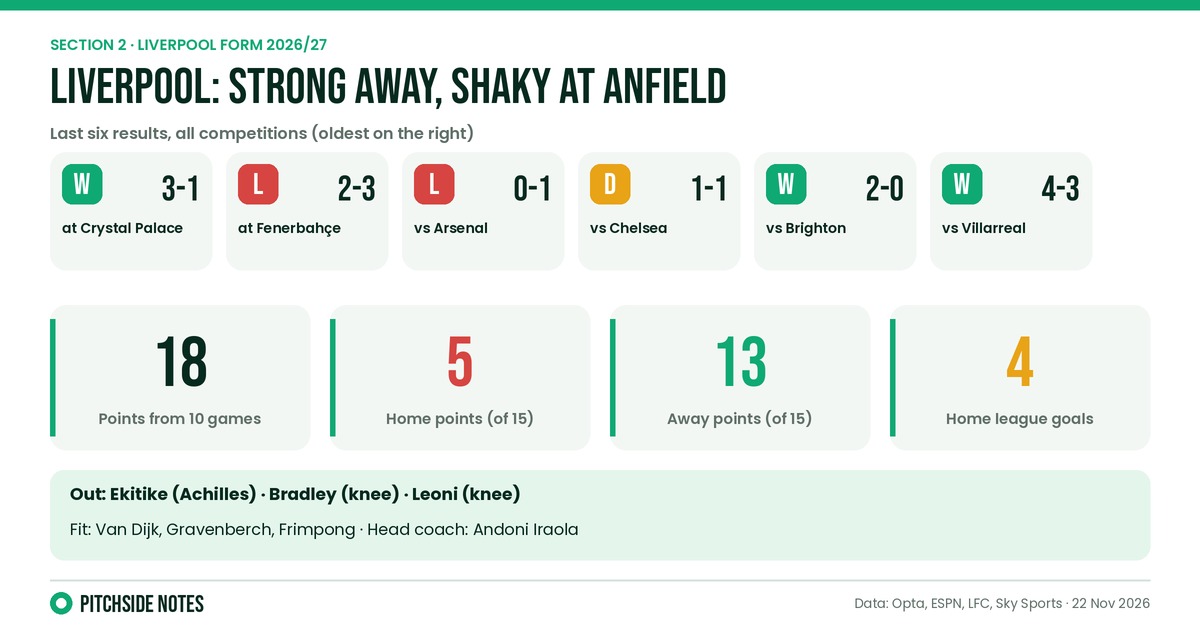 SECTION 2 · LIVERPOOL FORM 2026/27
LIVERPOOL: STRONG AWAY, SHAKY AT ANFIELD
Last six results, all competitions (oldest on the right)
W 3-1
at Crystal Palace
L 2-3
at Fenerbahçe
L 0-1
vs Arsenal
D 1-1
vs Chelsea
W 2-0
vs Brighton
W 4-3
vs Villarreal
18
Points from 10 games
5
Home points (of 15)
13
Away points (of 15)
4
Home league goals
Out: Ekitike (Achilles) · Bradley (knee) · Leoni (knee)
Fit: Van Dijk, Gravenberch, Frimpong · Head coach: Andoni Iraola
PITCHSIDE NOTES
Data: Opta, ESPN, LFC, Sky Sports · 22 Nov 2026